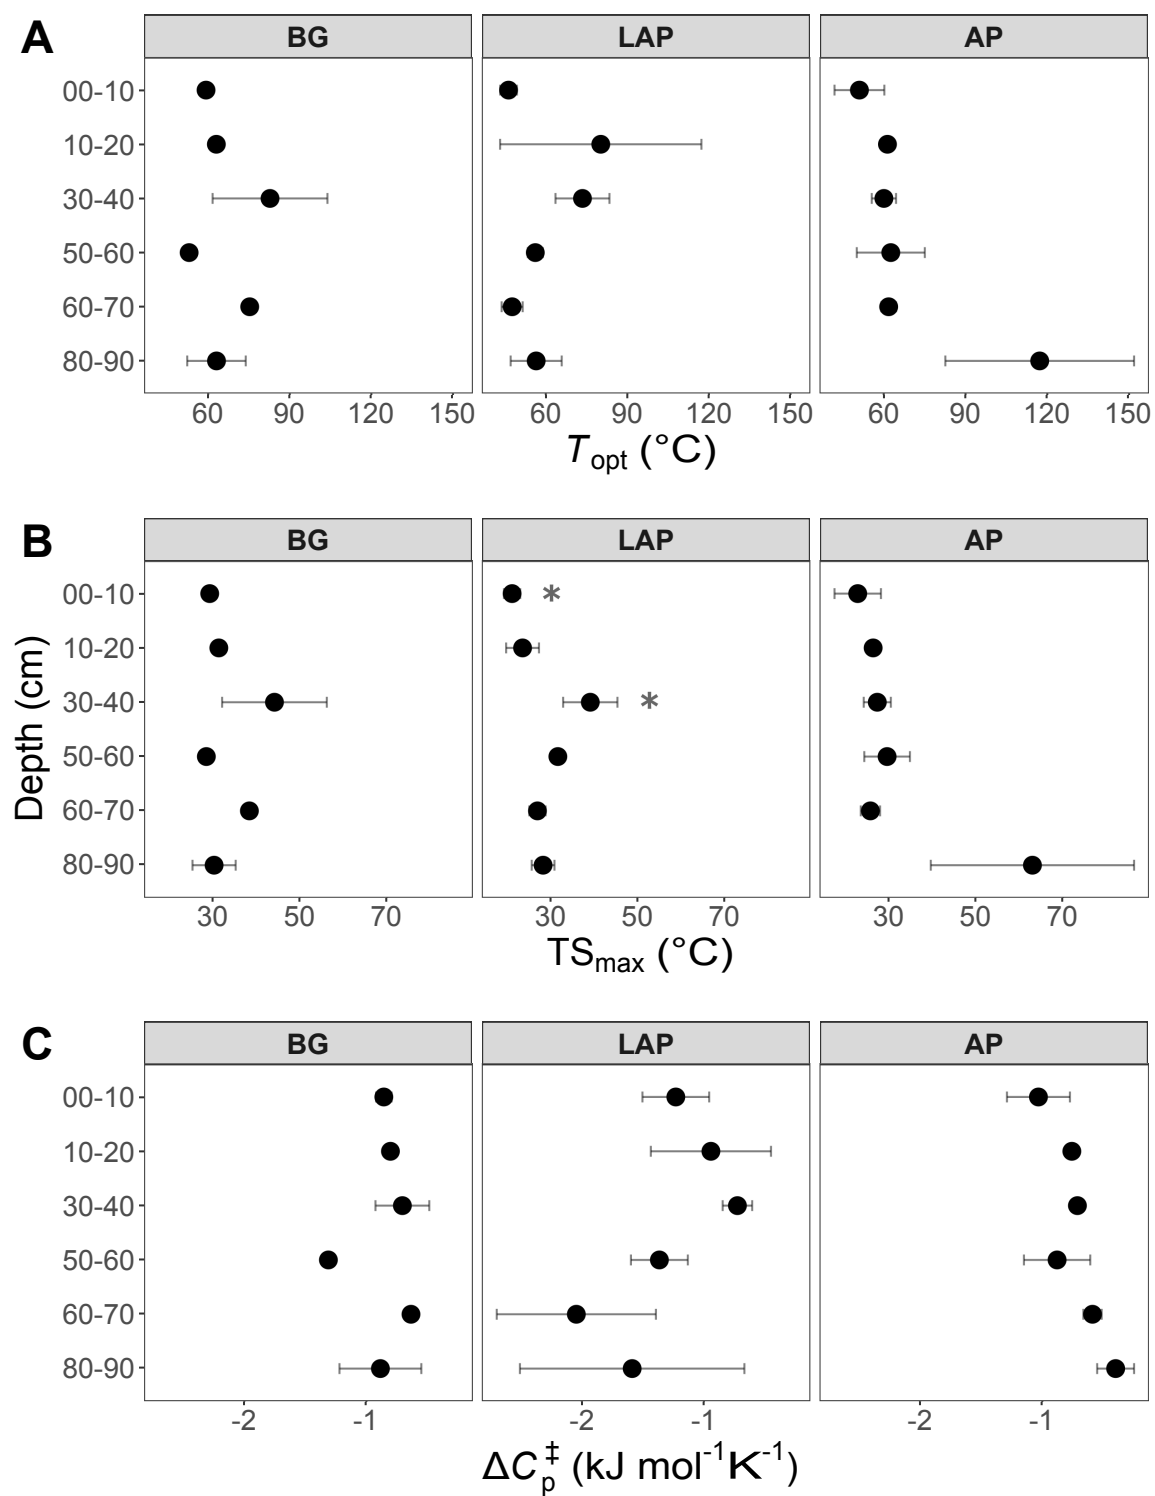 A
BG LAP AP
00-10
10-20
30-40
50-60
60-70
80-90
60 90 120 150 60 90 120 150 60 90 120 150
Topt (°C)
B
BG LAP AP
Depth (cm)
00-10 *
10-20
30-40 *
50-60
60-70
80-90
30 50 70 30 50 70 30 50 70
TSmax (°C)
C
BG LAP AP
00-10
10-20
30-40
50-60
60-70
80-90
-2 -1 -2 -1 -2 -1
ΔCp‡ (kJ mol-1K-1)